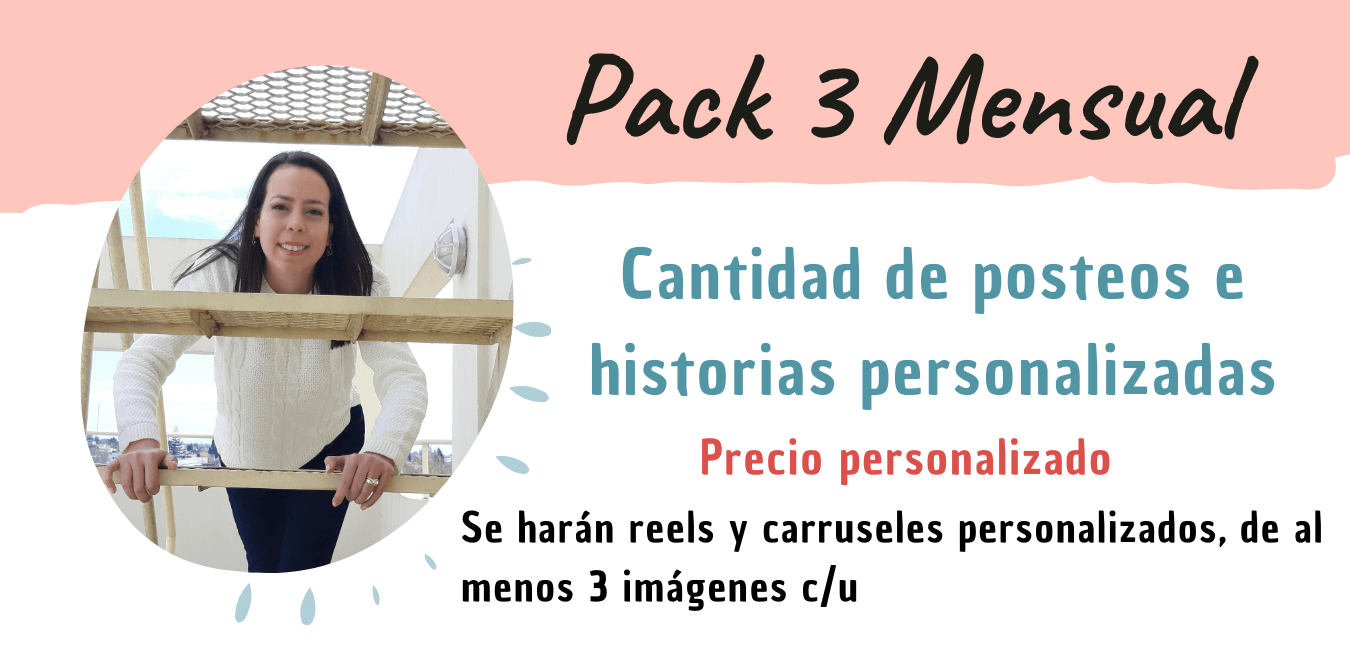 Pack 3 Mensual
Cantidad de posteos e
historias personalizadas
Precio personalizado
Se harán reels y carruseles personalizados, de al
menos 3 imágenes c/u